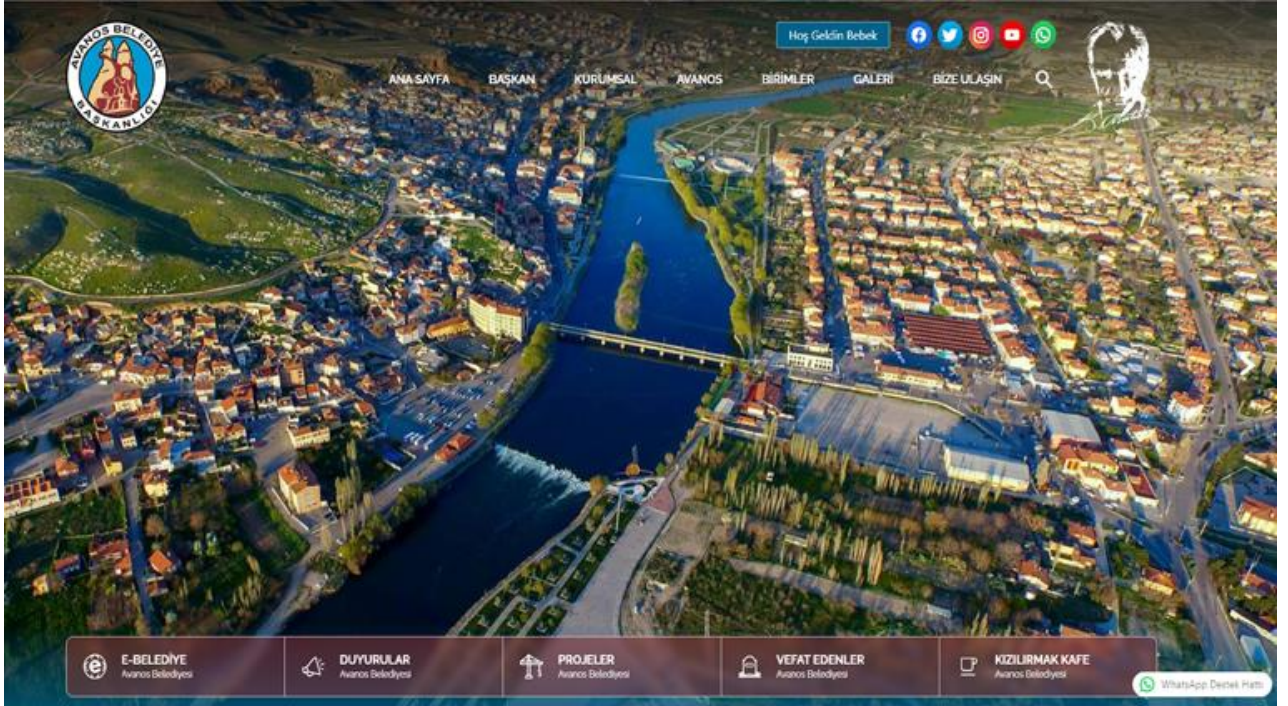 AVANOS BELEDİYE
BAŞKANLIĞI
Hoş Geldin Bebek
ANA SAYFA
BAŞKAN
KURUMSAL
AVANOS
BİRİMLER
GALERİ
BİZE ULAŞIN
E-BELEDİYE
Avanos Belediyesi
DUYURULAR
Avanos Belediyesi
PROJELER
Avanos Belediyesi
VEFAT EDENLER
Avanos Belediyesi
KIZILIRMAK KAFE
Avanos Belediyesi
WhatsApp Destek Hattı